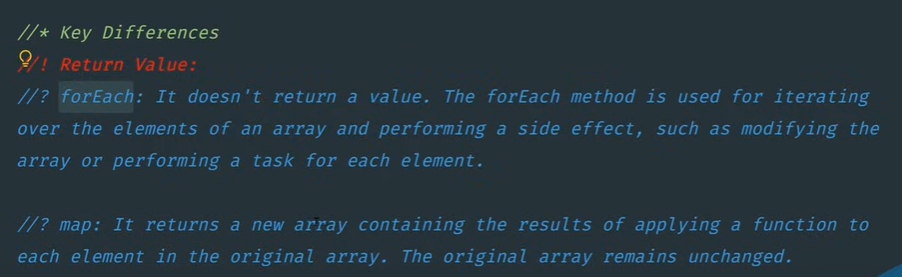 //* Key Differences
//! Return Value:
//? forEach: It doesn't return a value. The forEach method is used for iterating
over the elements of an array and performing a side effect, such as modifying the
array or performing a task for each element.
//? map: It returns a new array containing the results of applying a function to
each element in the original array. The original array remains unchanged.